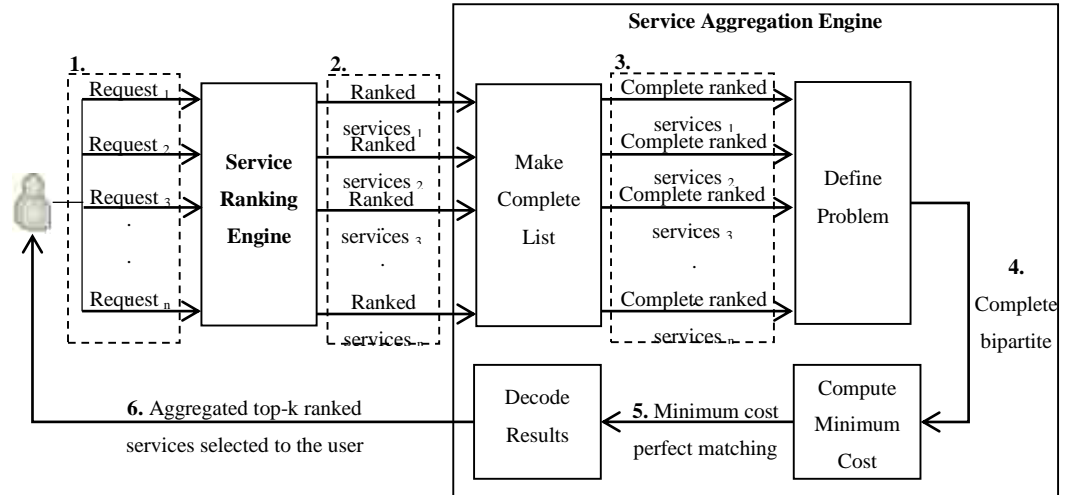 Service Aggregation Engine
1.
Request 1
Request 2
Request 3
.
.
Request n
Service
Ranking
Engine
2.
Ranked
services 1
Ranked
services 2
Ranked
services 3
.
Ranked
services n
Make
Complete
List
3.
Complete ranked
services 1
Complete ranked
services 2
Complete ranked
services 3
.
Complete ranked
services n
Define
Problem
4.
Complete
bipartite
Compute
Minimum
Cost
5. Minimum cost
perfect matching
Decode
Results
6. Aggregated top-k ranked
services selected to the user